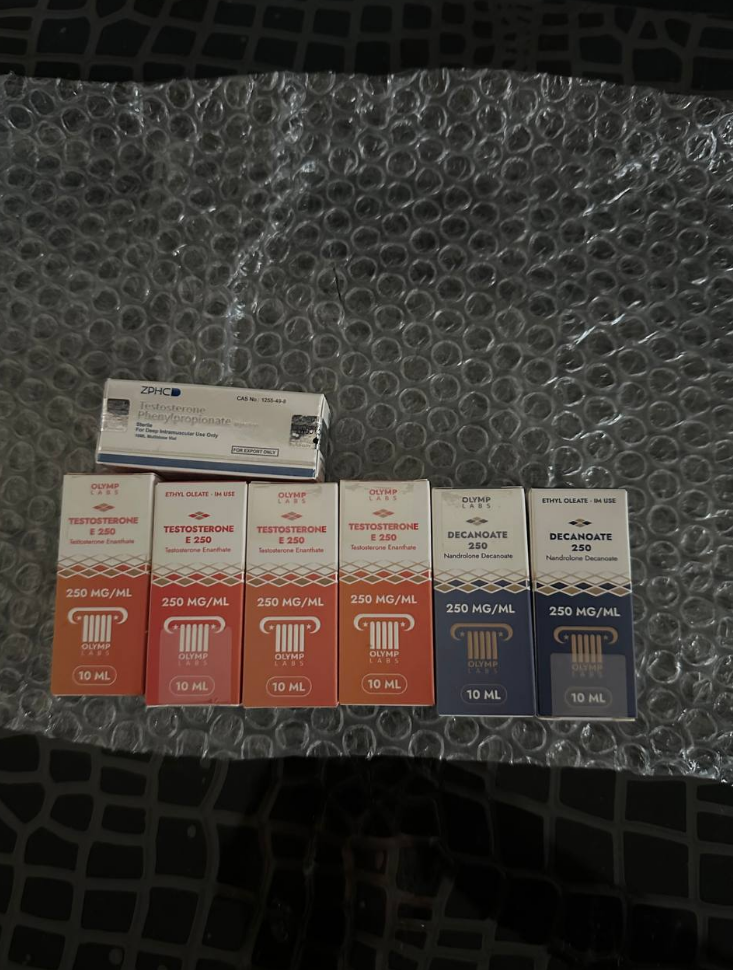 ZPHC
CAS No.: 1255-49-8
Testosterone
Phenylpropionate
Sterile
For Deep Intramuscular Use Only
10ML Multidose Vial
FOR EXPORT ONLY
OLYMP
LABS
TESTOSTERONE
E 250
Testosterone Enanthate
250 MG/ML
OLYMP
LABS
10 ML
ETHYL OLEATE - IM USE
TESTOSTERONE
E 250
Testosterone Enanthate
250 MG/ML
OLYMP
LABS
10 ML
OLYMP
LABS
TESTOSTERONE
E 250
Testosterone Enanthate
250 MG/ML
OLYMP
LABS
10 ML
OLYMP
LABS
TESTOSTERONE
E 250
Testosterone Enanthate
250 MG/ML
OLYMP
LABS
10 ML
OLYMP
LABS
DECANOATE
250
Nandrolone Decanoate
250 MG/ML
OLYMP
LABS
10 ML
ETHYL OLEATE - IM USE
DECANOATE
250
Nandrolone Decanoate
250 MG/ML
OLYMP
LABS
10 ML